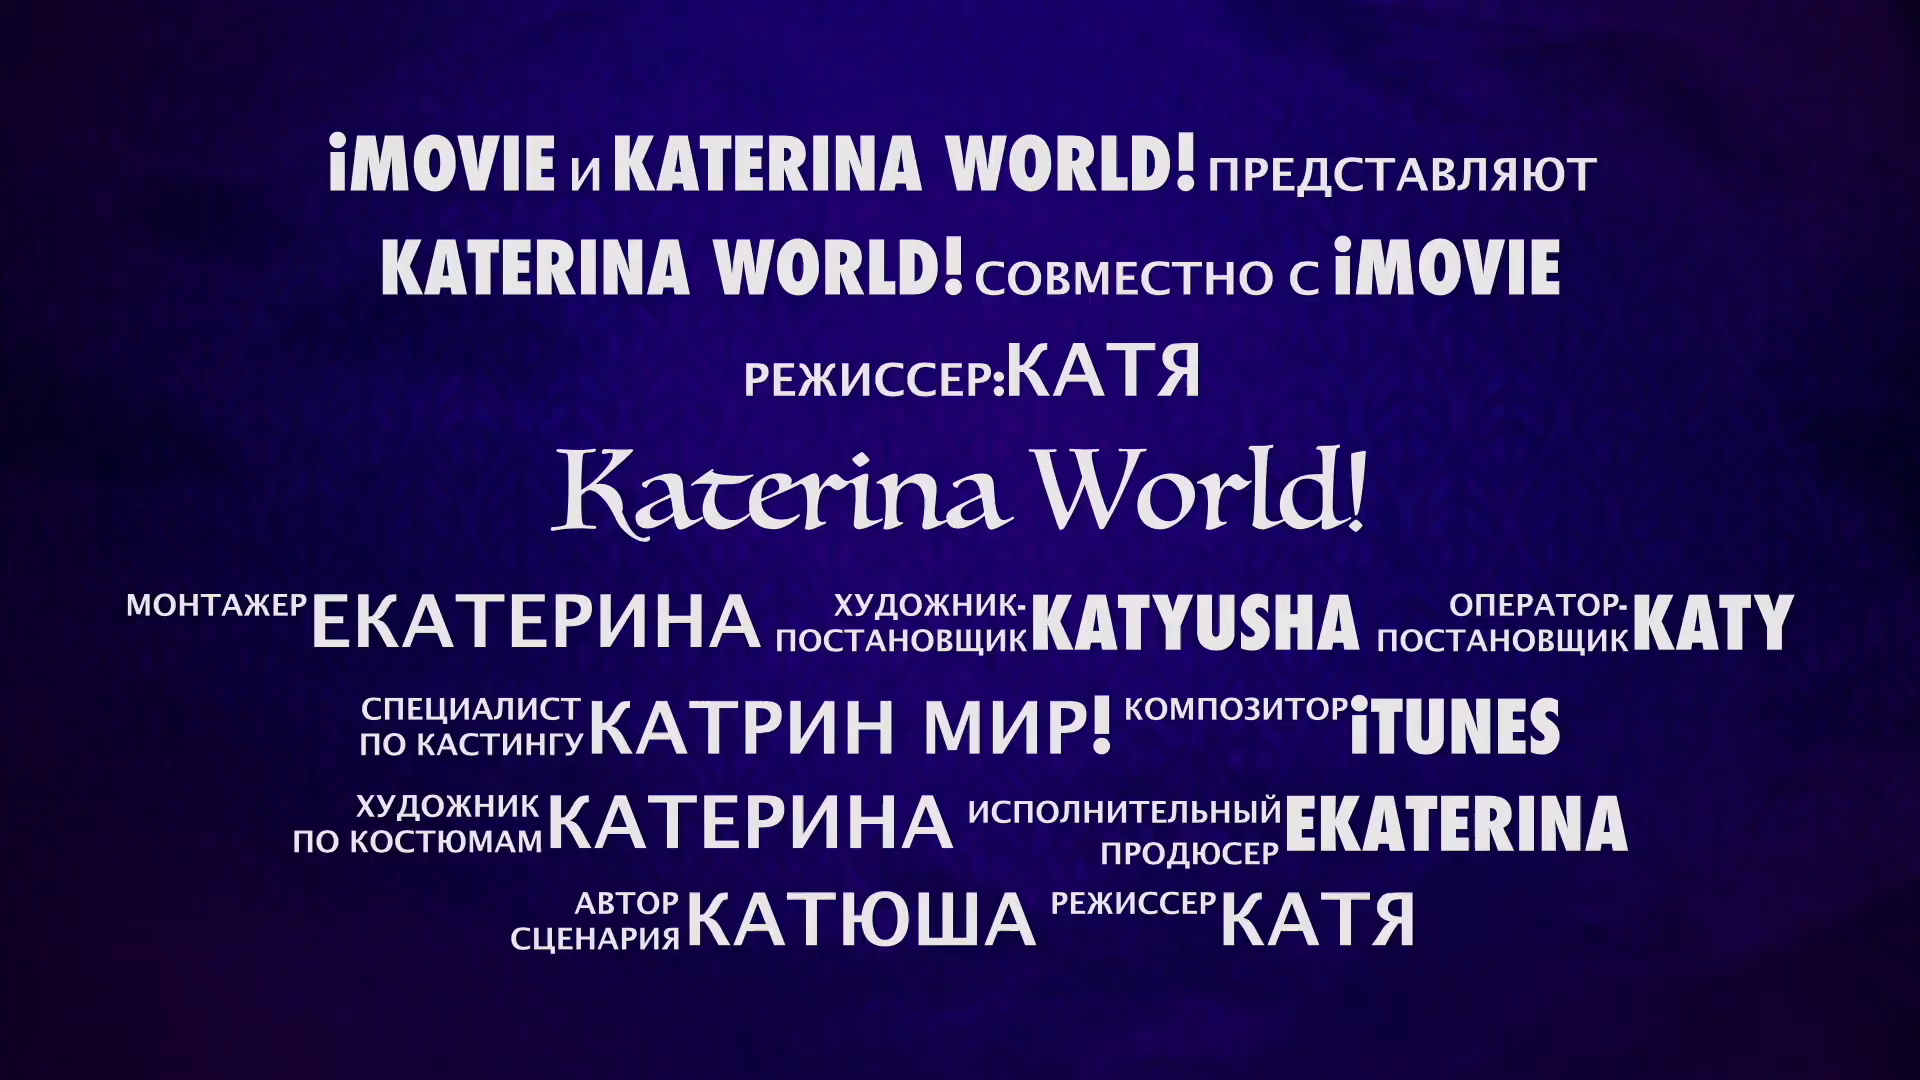 iMOVIE И KATERINA WORLD! ПРЕДСТАВЛЯЮТ
KATERINA WORLD! СОВМЕСТНО С iMOVIE
РЕЖИССЕР:КАТЯ
Katerina World!
МОНТАЖЕР ЕКАТЕРИНА ХУДОЖНИК-ПОСТАНОВЩИК KATYUSHA ОПЕРАТОР-ПОСТАНОВЩИК KATY
СПЕЦИАЛИСТ ПО КАСТИНГУ КАТРИН МИР! КОМПОЗИТОР iTUNES
ХУДОЖНИК ПО КОСТЮМАМ КАТЕРИНА ИСПОЛНИТЕЛЬНЫЙ ПРОДЮСЕР EKATERINA
АВТОР СЦЕНАРИЯ КАТЮША РЕЖИССЕР КАТЯ